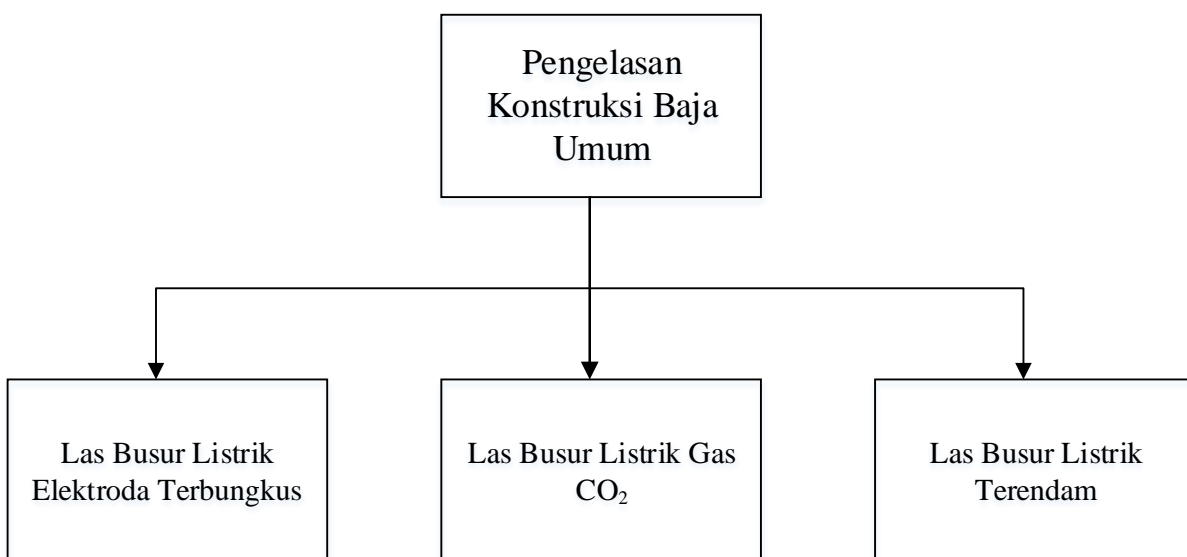 Pengelasan
Konstruksi Baja
Umum
Las Busur Listrik
Elektroda Terbungkus
Las Busur Listrik Gas
CO₂
Las Busur Listrik
Terendam